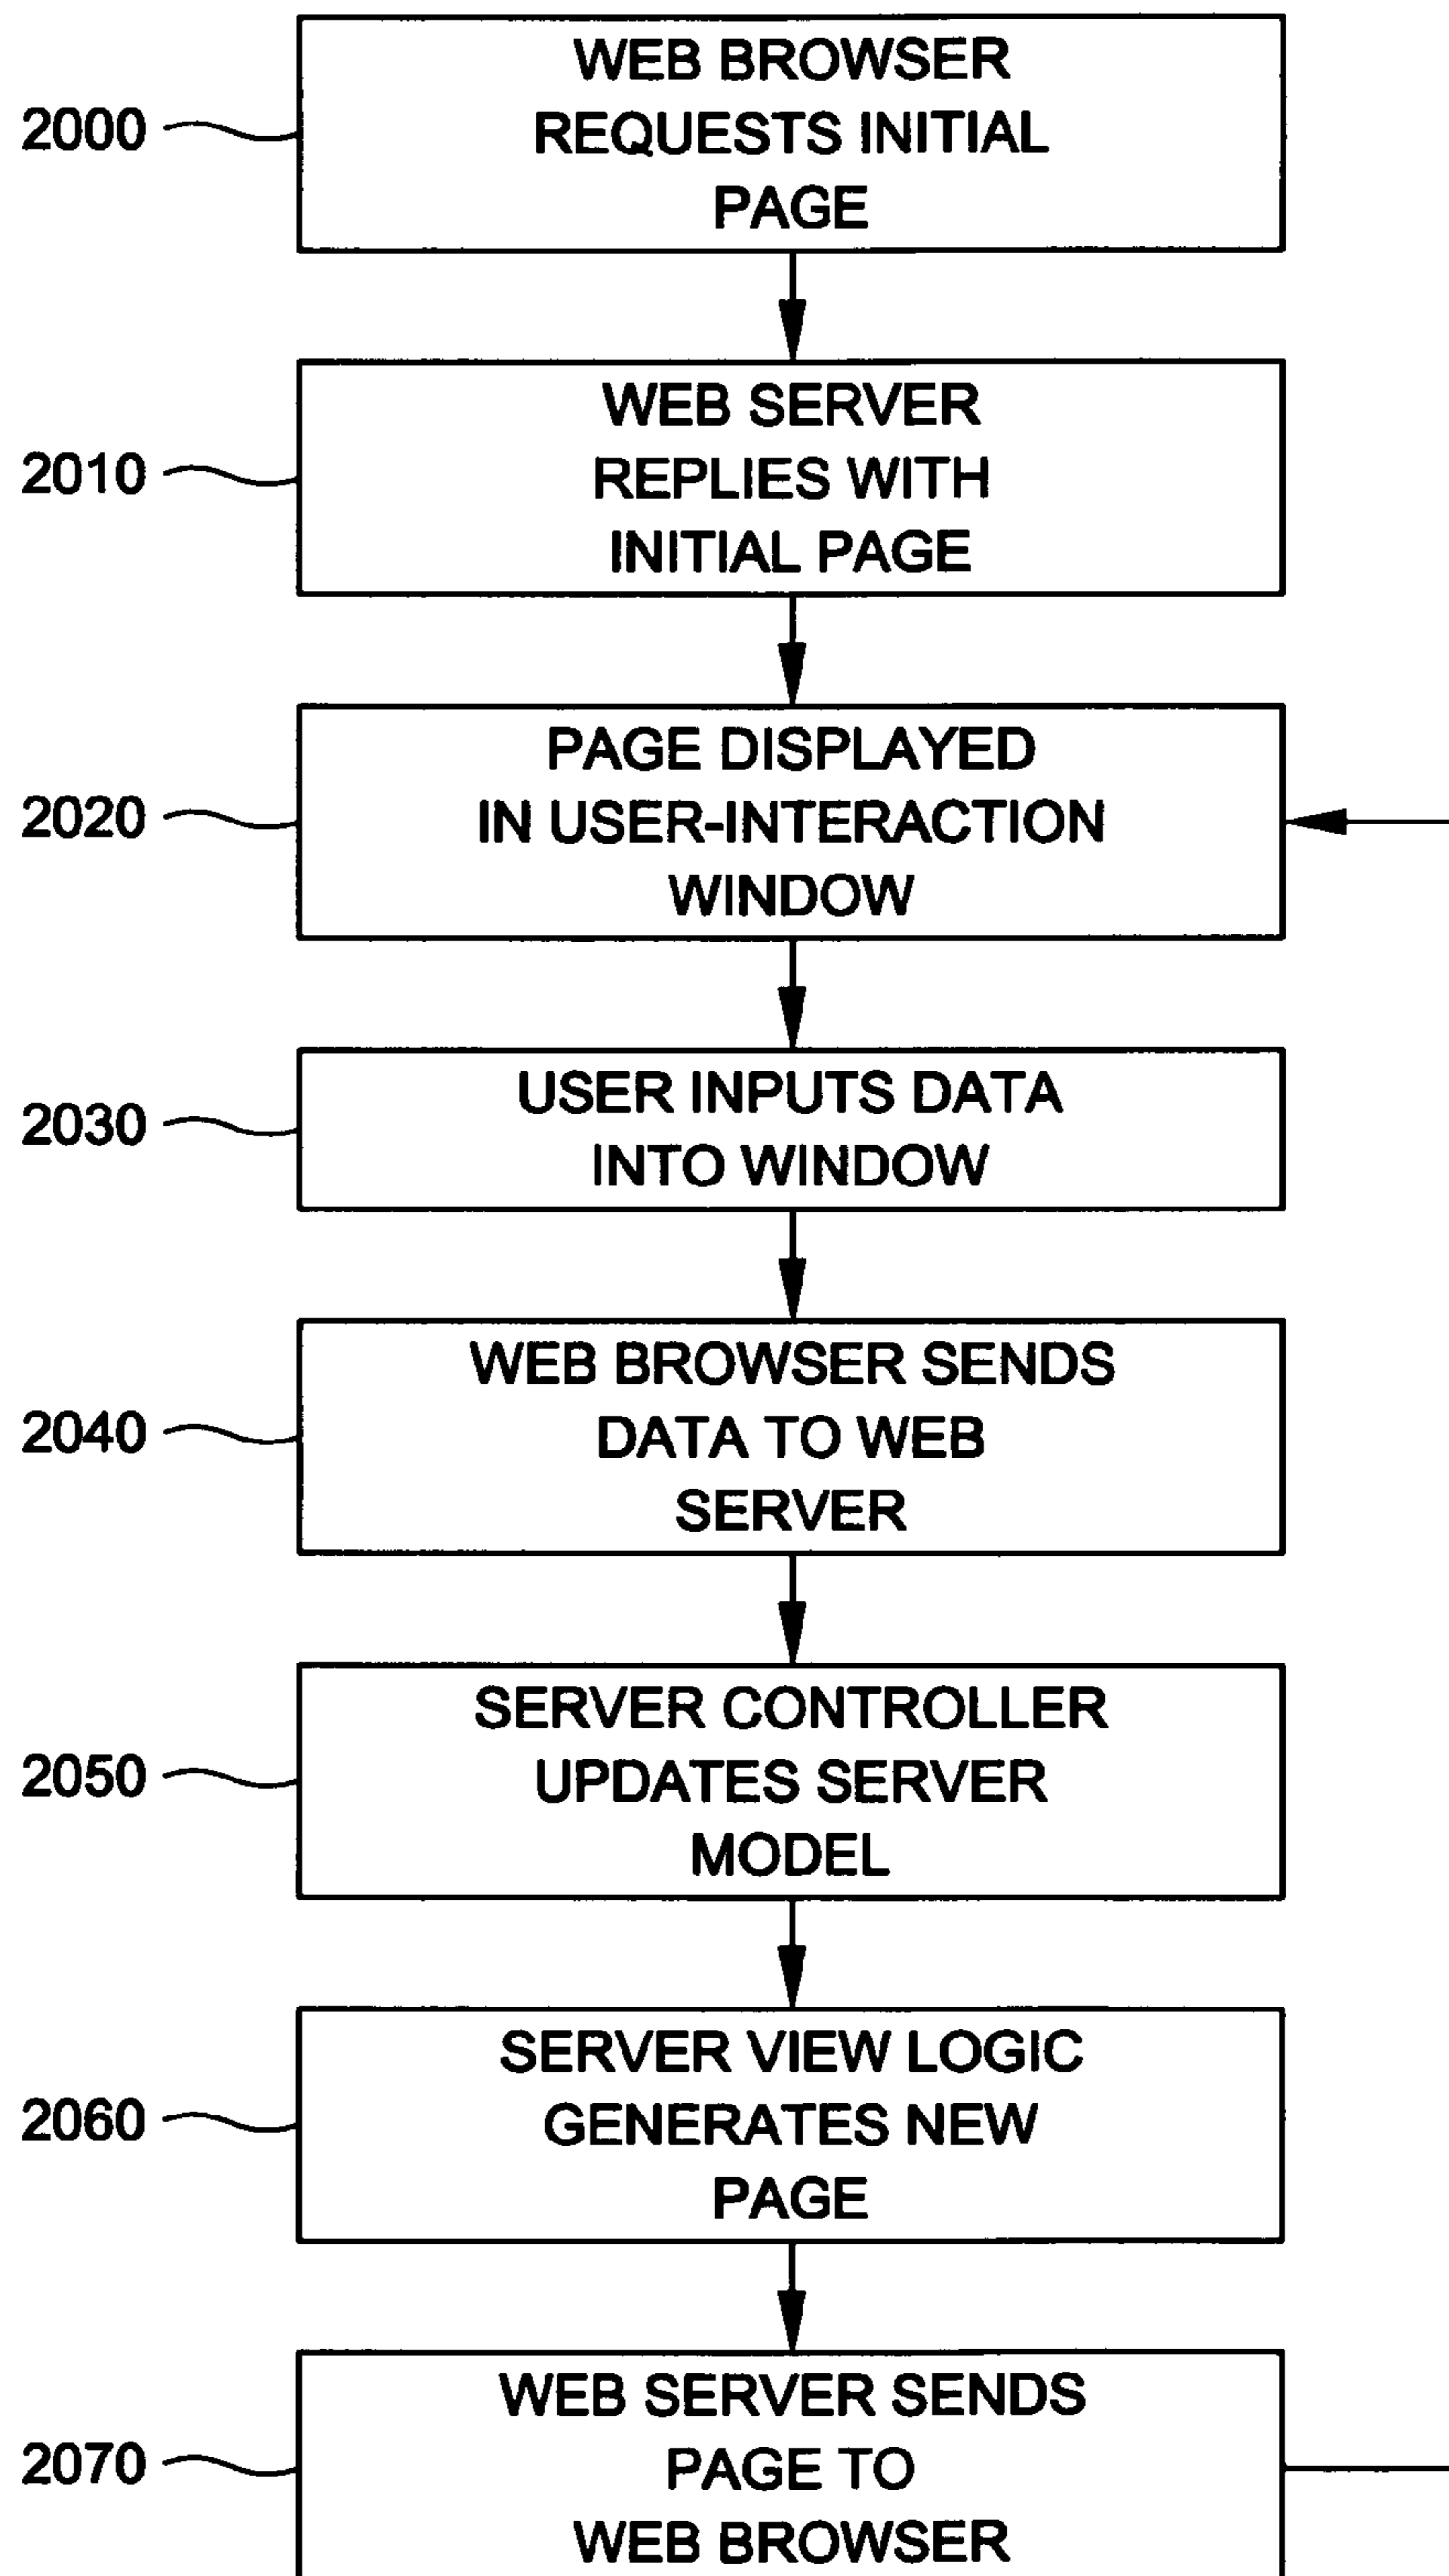 2000
WEB BROWSER
REQUESTS INITIAL
PAGE
2010
WEB SERVER
REPLIES WITH
INITIAL PAGE
2020
PAGE DISPLAYED
IN USER-INTERACTION
WINDOW
2030
USER INPUTS DATA
INTO WINDOW
2040
WEB BROWSER SENDS
DATA TO WEB
SERVER
2050
SERVER CONTROLLER
UPDATES SERVER
MODEL
2060
SERVER VIEW LOGIC
GENERATES NEW
PAGE
2070
WEB SERVER SENDS
PAGE TO
WEB BROWSER